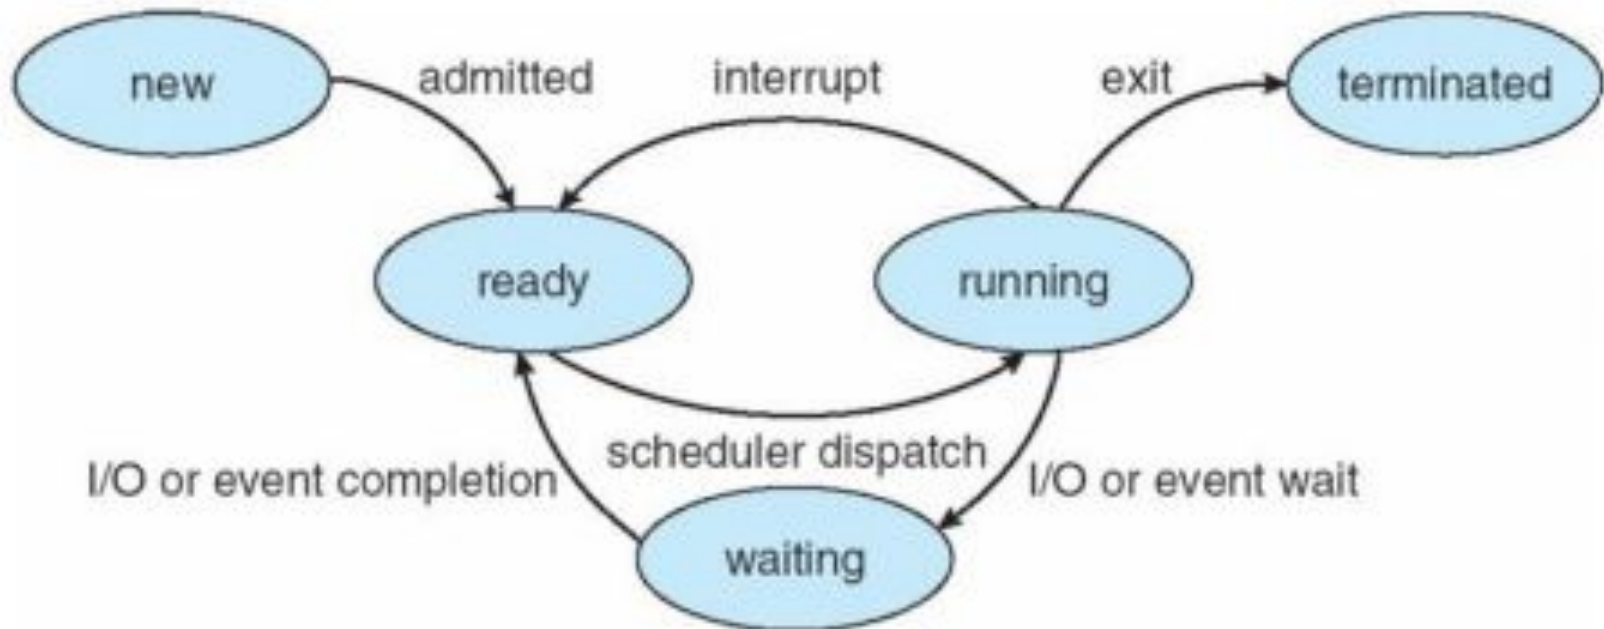 new
admitted
interrupt
exit
terminated
ready
running
scheduler dispatch
I/O or event completion
I/O or event wait
waiting